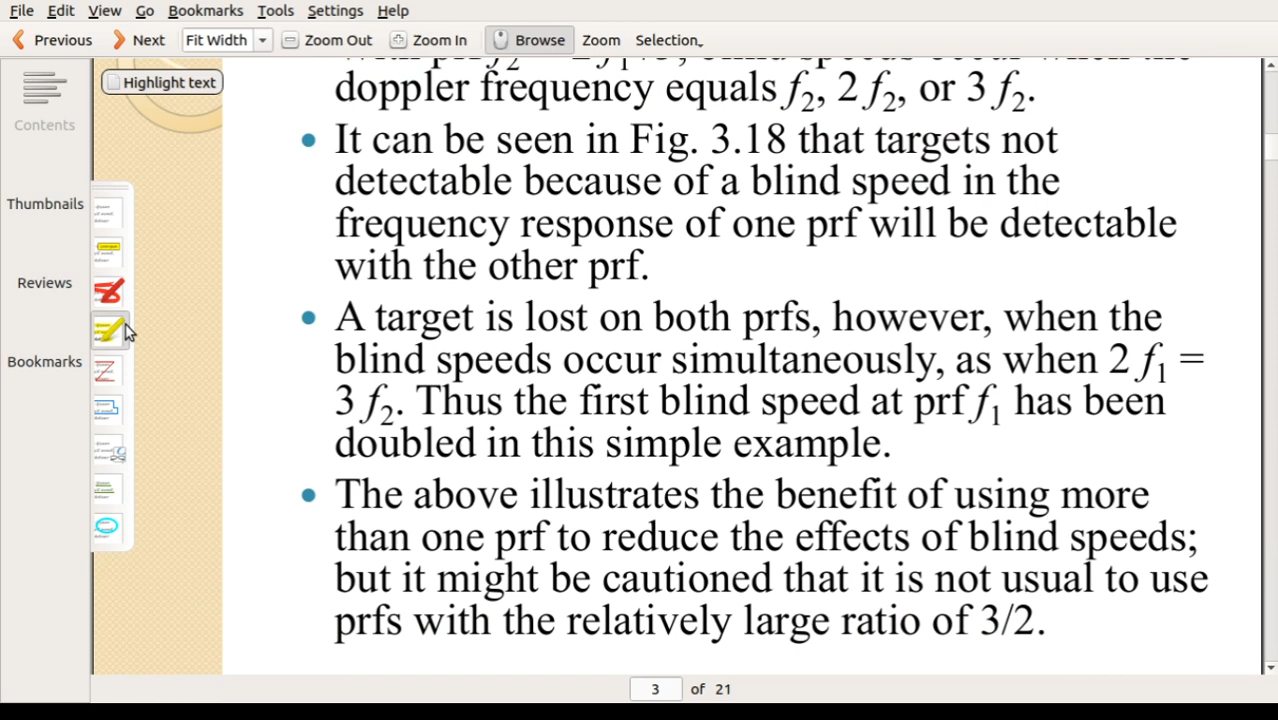 File Edit View Go Bookmarks Tools Settings Help
Previous Next Fit Width Zoom Out Zoom In Browse Zoom Selection
Highlight text
Contents
Thumbnails
Reviews
Bookmarks
doppler frequency equals f₂, 2 f₂, or 3 f₂.
• It can be seen in Fig. 3.18 that targets not
detectable because of a blind speed in the
frequency response of one prf will be detectable
with the other prf.
• A target is lost on both prfs, however, when the
blind speeds occur simultaneously, as when 2 f₁ =
3 f₂. Thus the first blind speed at prf f₁ has been
doubled in this simple example.
• The above illustrates the benefit of using more
than one prf to reduce the effects of blind speeds;
but it might be cautioned that it is not usual to use
prfs with the relatively large ratio of 3/2.
3 of 21